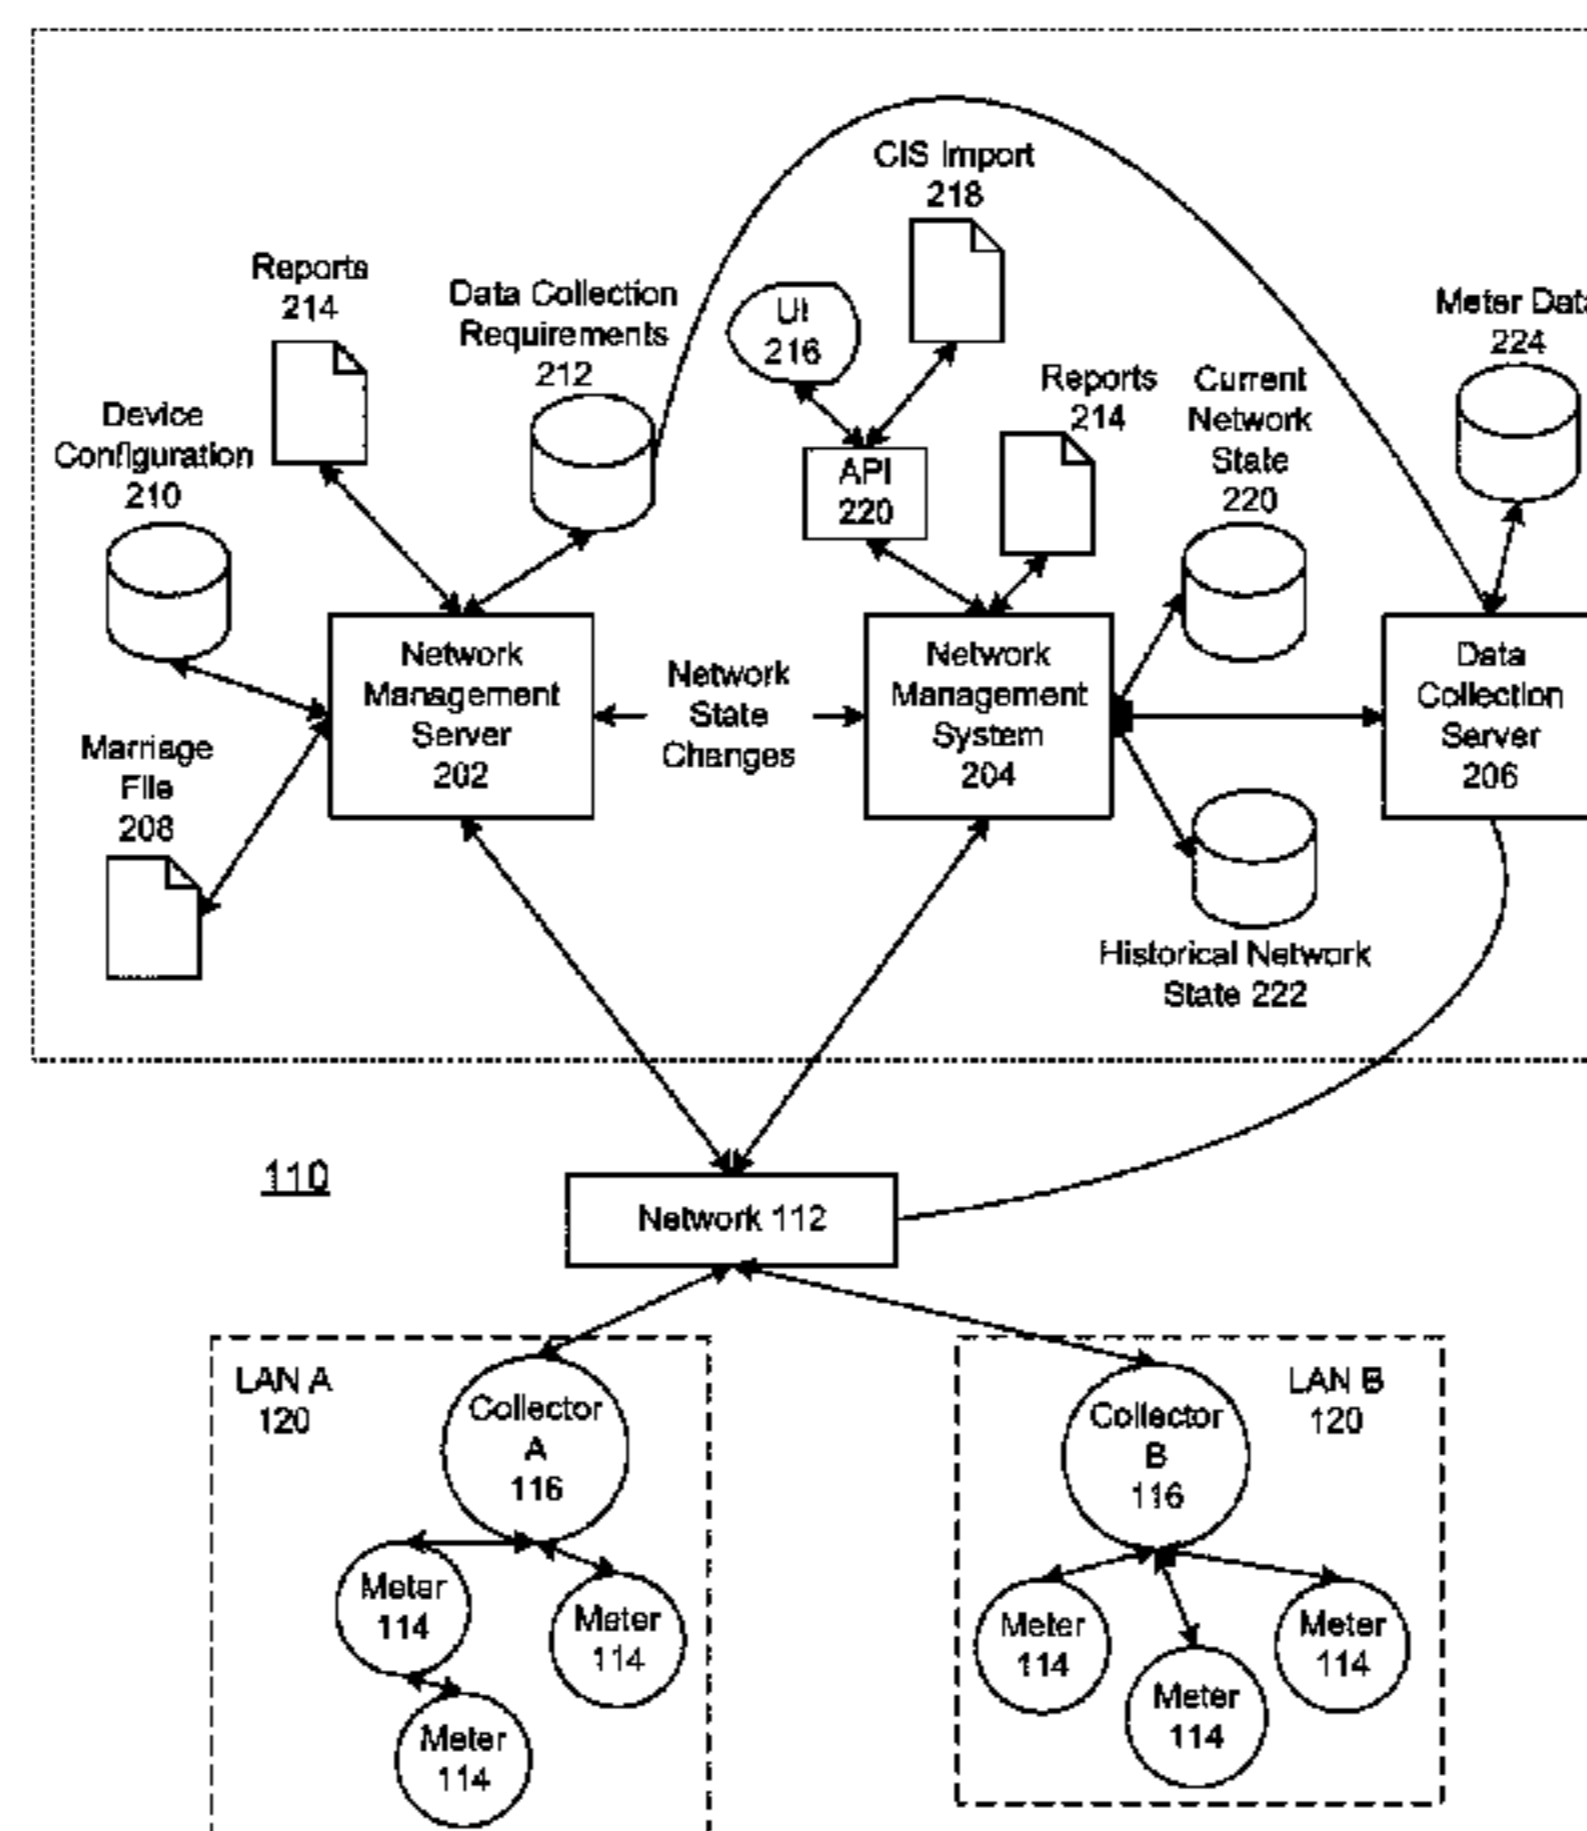 CIS Import
218
Reports
214
Data Collection
Requirements
212
UI
216
Meter Data
224
Device
Configuration
210
API
220
Reports
214
Current
Network
State
220
Network
Management
Server
202
Network
State
Changes
Network
Management
System
204
Data
Collection
Server
206
Marriage
File
208
Historical Network
State 222
110
Network 112
LAN A
120
Collector
A
116
Meter
114
Meter
114
Meter
114
LAN B
120
Collector
B
116
Meter
114
Meter
114
Meter
114